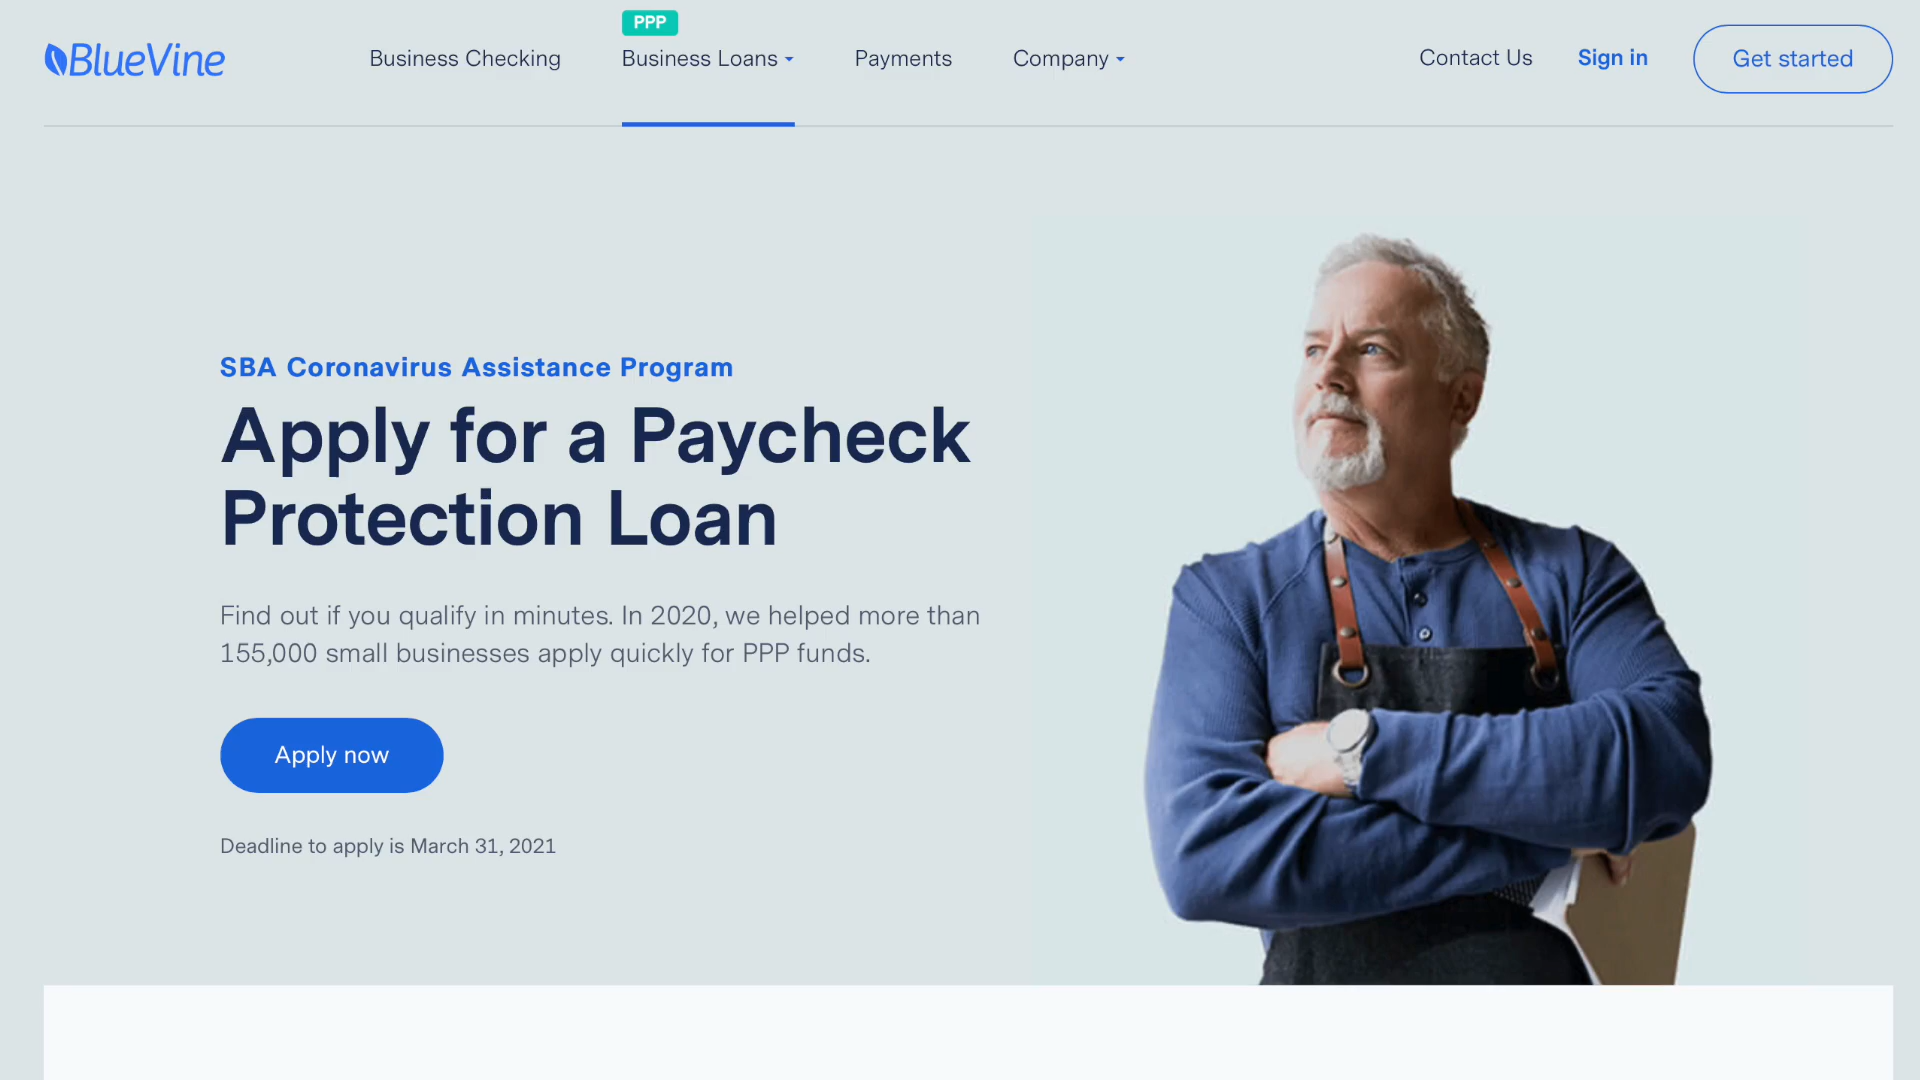 PPP
BlueVine Business Checking Business Loans Payments Company Contact Us Sign in Get started
SBA Coronavirus Assistance Program
Apply for a Paycheck
Protection Loan
Find out if you qualify in minutes. In 2020, we helped more than
155,000 small businesses apply quickly for PPP funds.
Apply now
Deadline to apply is March 31, 2021